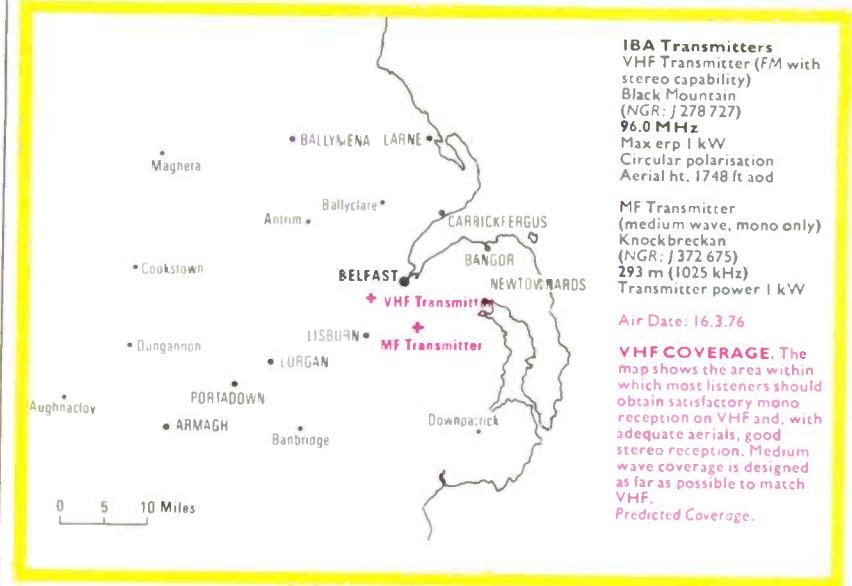 IBA Transmitters
VHF Transmitter (FM with
stereo capability)
Black Mountain
(NGR: J 278 727)
96.0 MHz
Max erp 1 kW
Circular polarisation
Aerial ht. 1748 ft aod
MF Transmitter
(medium wave, mono only)
Knockbreckan
(NGR: J 372 675)
293 m (1025 kHz)
Transmitter power 1 kW
Air Date: 16.3.76
VHF COVERAGE. The
map shows the area within
which most listeners should
obtain satisfactory mono
reception on VHF and, with
adequate aerials, good
stereo reception. Medium
wave coverage is designed
as far as possible to match
VHF.
Predicted Coverage.
BALLYMENA
LARNE
Maghera
Ballyclare
Antrim
CARRICKFERGUS
BANGOR
Cookstown
BELFAST
NEWTOWNARDS
VHF Transmitter
LISBURN
MF Transmitter
Dungannon
LURGAN
PORTADOWN
Aughnacloy
ARMAGH
Banbridge
Downpatrick
0 5 10 Miles